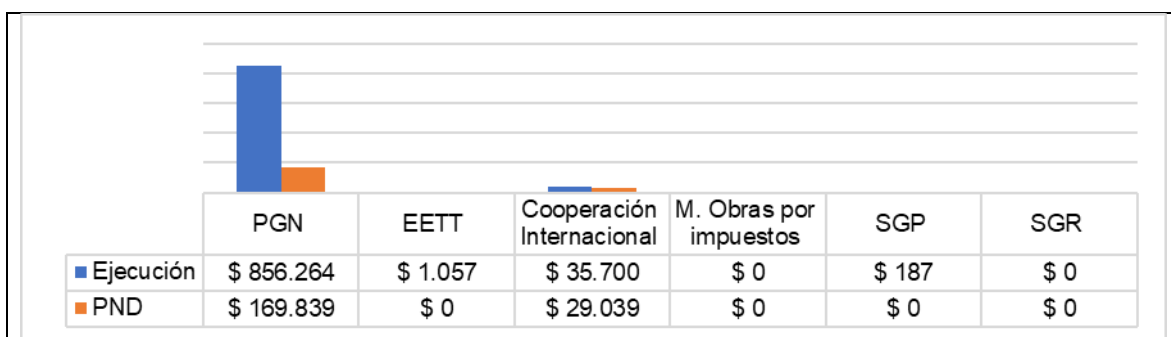 PGN EETT Cooperación Internacional M. Obras por impuestos SGP SGR
Ejecución $ 856.264 $ 1.057 $ 35.700 $ 0 $ 187 $ 0
PND $ 169.839 $ 0 $ 29.039 $ 0 $ 0 $ 0